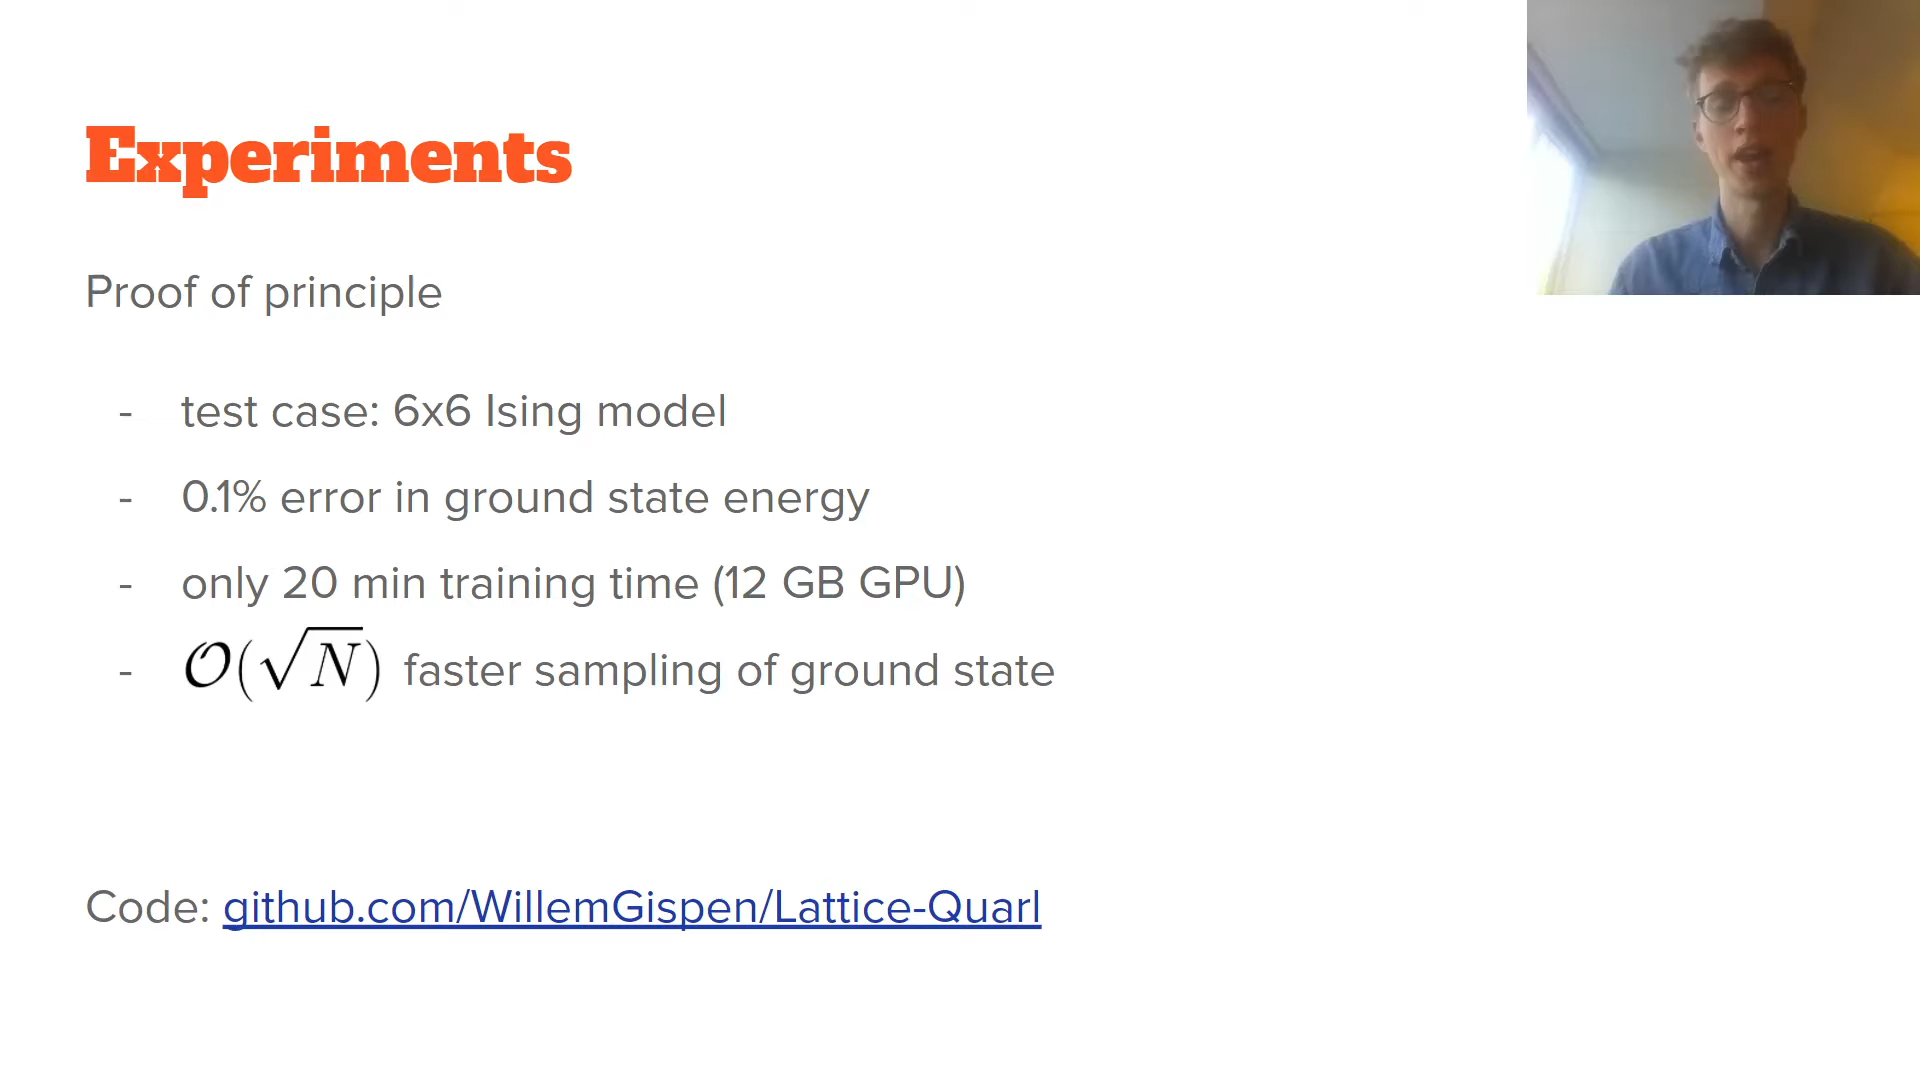 Experiments
Proof of principle
- test case: 6x6 Ising model
- 0.1% error in ground state energy
- only 20 min training time (12 GB GPU)
- 𝒪(√N) faster sampling of ground state
Code: github.com/WillemGispen/Lattice-Quarl